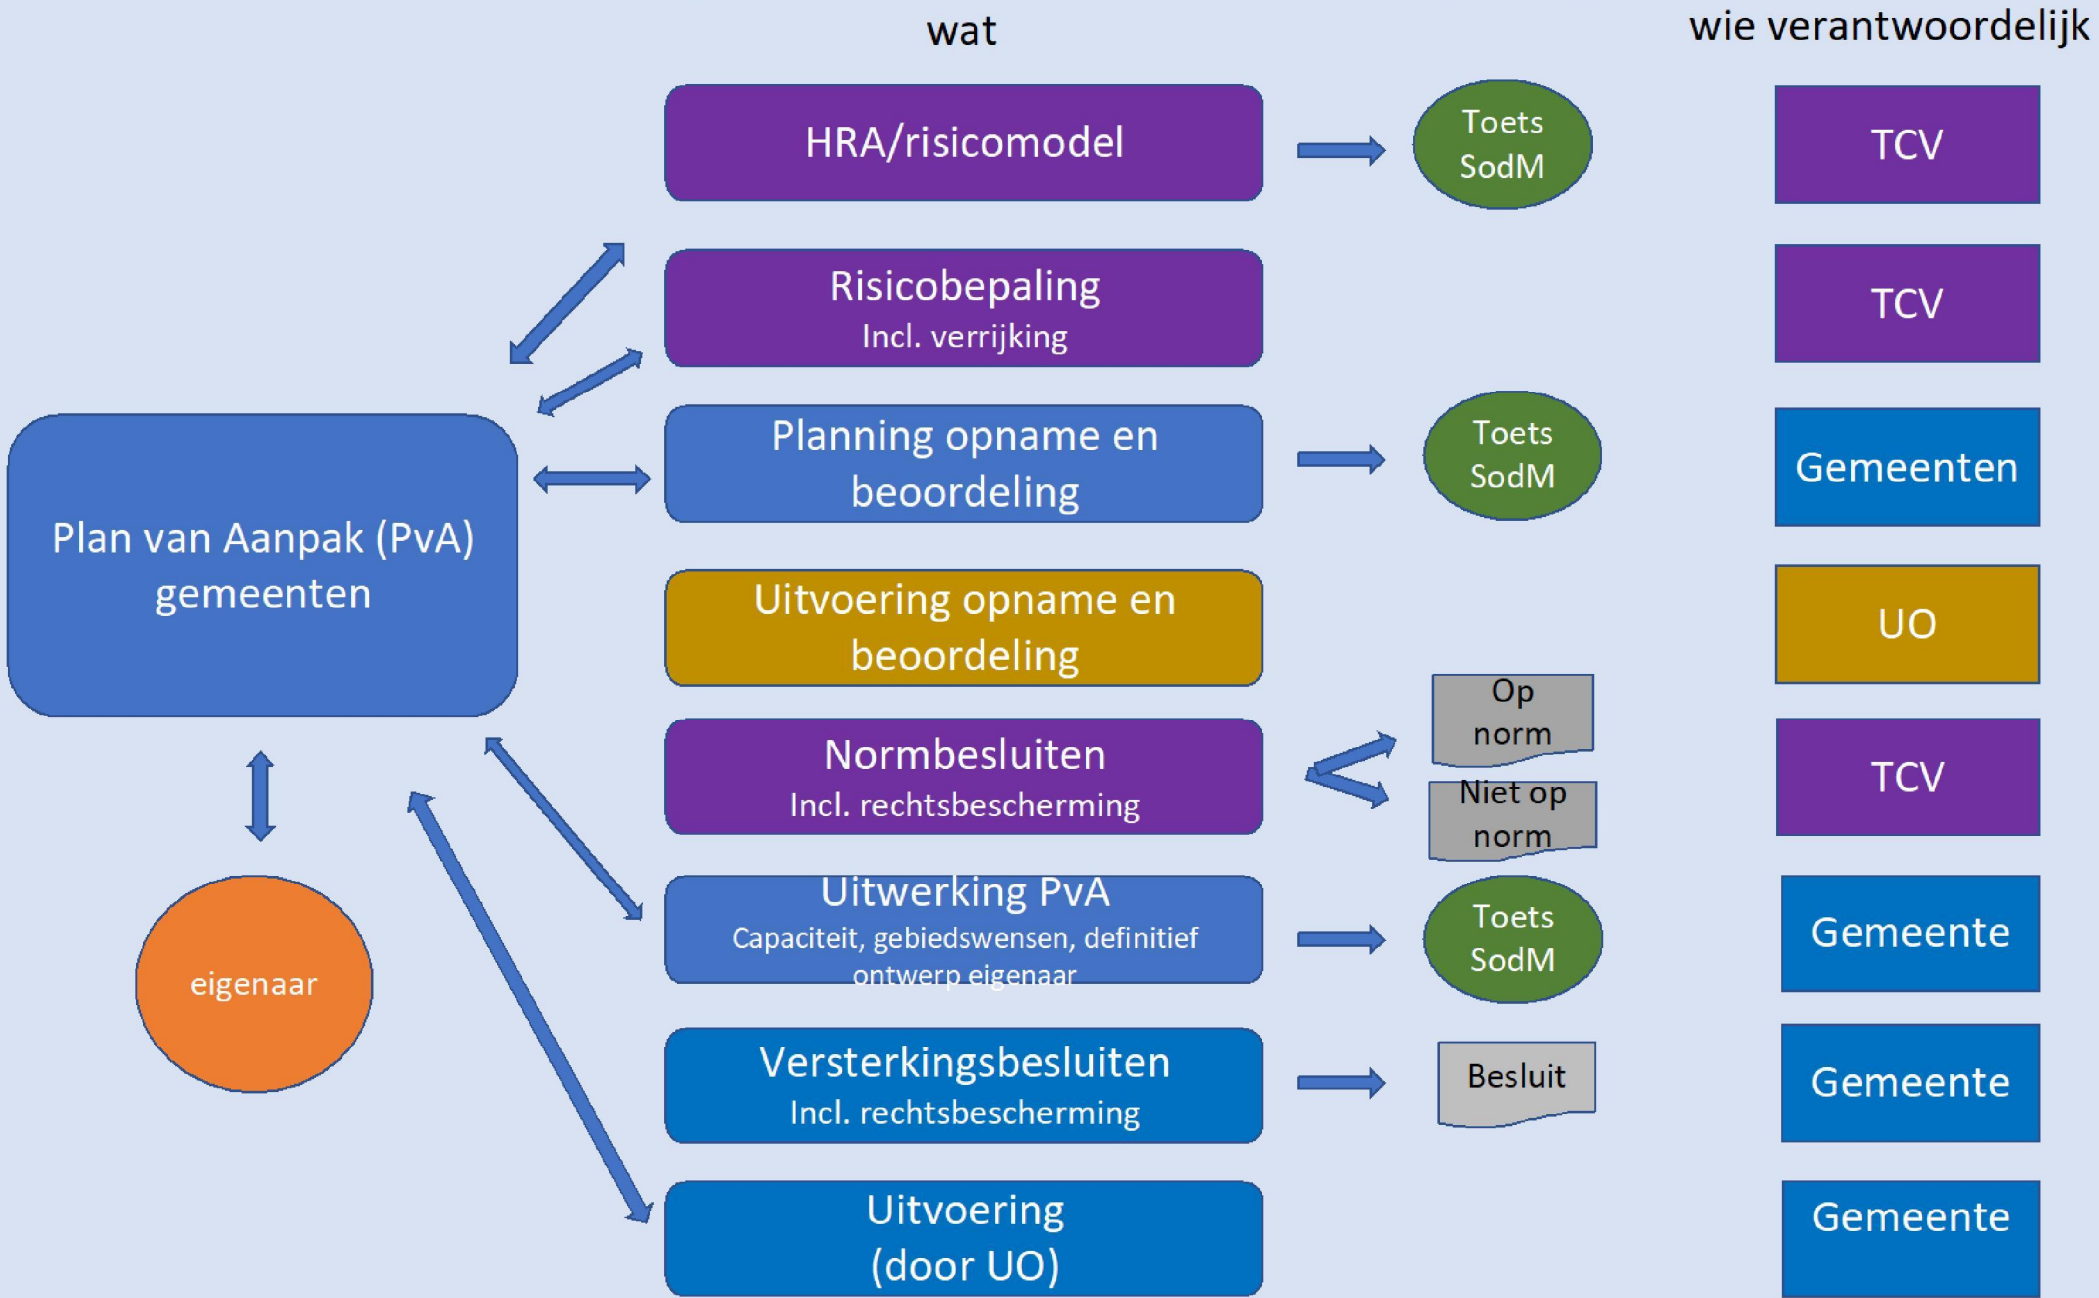 wat
wie verantwoordelijk
HRA/risicomodel
Toets
SodM
TCV
Risicobepaling
Incl. verrijking
TCV
Planning opname en
beoordeling
Toets
SodM
Gemeenten
Plan van Aanpak (PvA)
gemeenten
Uitvoering opname en
beoordeling
UO
Normbesluiten
Incl. rechtsbescherming
Op
norm
Niet op
norm
TCV
Uitwerking PvA
Capaciteit, gebiedswensen, definitief
ontwerp eigenaar
Toets
SodM
Gemeente
eigenaar
Versterkingsbesluiten
Incl. rechtsbescherming
Besluit
Gemeente
Uitvoering
(door UO)
Gemeente